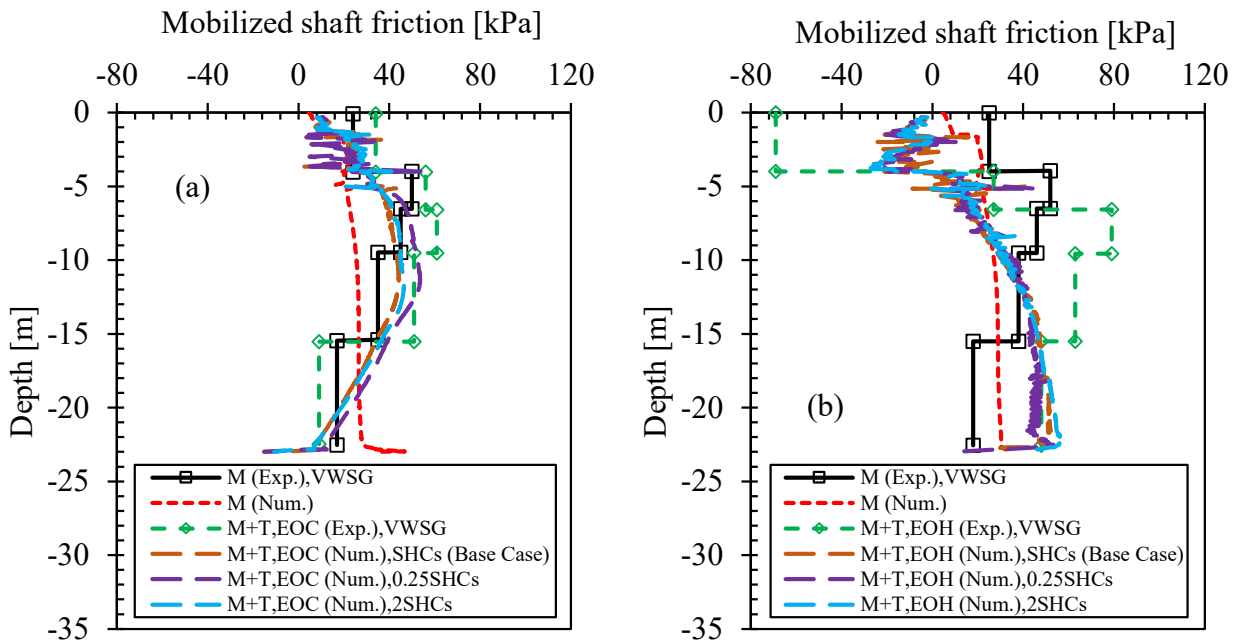 Mobilized shaft friction [kPa]
-80 -40 0 40 80 120
0
-5
-10
-15
-20
-25
-30
-35
Depth [m]
(a)
M (Exp.),VWSG
M (Num.)
M+T,EOC (Exp.),VWSG
M+T,EOC (Num.),SHCs (Base Case)
M+T,EOC (Num.),0.25SHCs
M+T,EOC (Num.),2SHCs
Mobilized shaft friction [kPa]
-80 -40 0 40 80 120
0
-5
-10
-15
-20
-25
-30
-35
Depth [m]
(b)
M (Exp.),VWSG
M (Num.)
M+T,EOH (Exp.),VWSG
M+T,EOH (Num.),SHCs (Base Case)
M+T,EOH (Num.),0.25SHCs
M+T,EOH (Num.),2SHCs